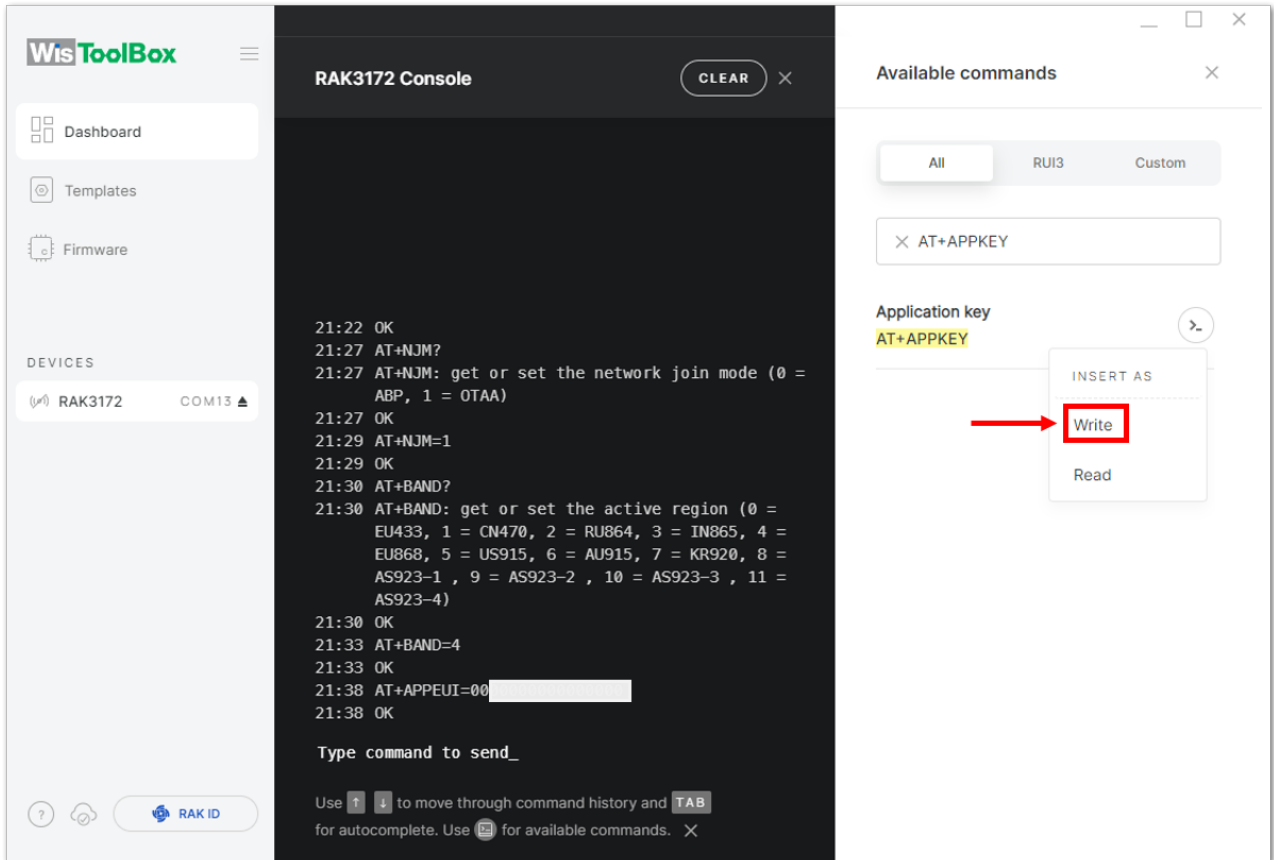 WisToolBox
Dashboard
Templates
Firmware
DEVICES
RAK3172 COM13
? RAK ID
RAK3172 Console CLEAR
21:22 OK
21:27 AT+NJM?
21:27 AT+NJM: get or set the network join mode (0 =
ABP, 1 = OTAA)
21:27 OK
21:29 AT+NJM=1
21:29 OK
21:30 AT+BAND?
21:30 AT+BAND: get or set the active region (0 =
EU433, 1 = CN470, 2 = RU864, 3 = IN865, 4 =
EU868, 5 = US915, 6 = AU915, 7 = KR920, 8 =
AS923-1 , 9 = AS923-2 , 10 = AS923-3 , 11 =
AS923-4)
21:30 OK
21:33 AT+BAND=4
21:33 OK
21:38 AT+APPEUI=00
21:38 OK
Type command to send_
Use ↑ ↓ to move through command history and TAB
for autocomplete. Use for available commands.
Available commands
All RUI3 Custom
AT+APPKEY
Application key
AT+APPKEY
INSERT AS
Write
Read